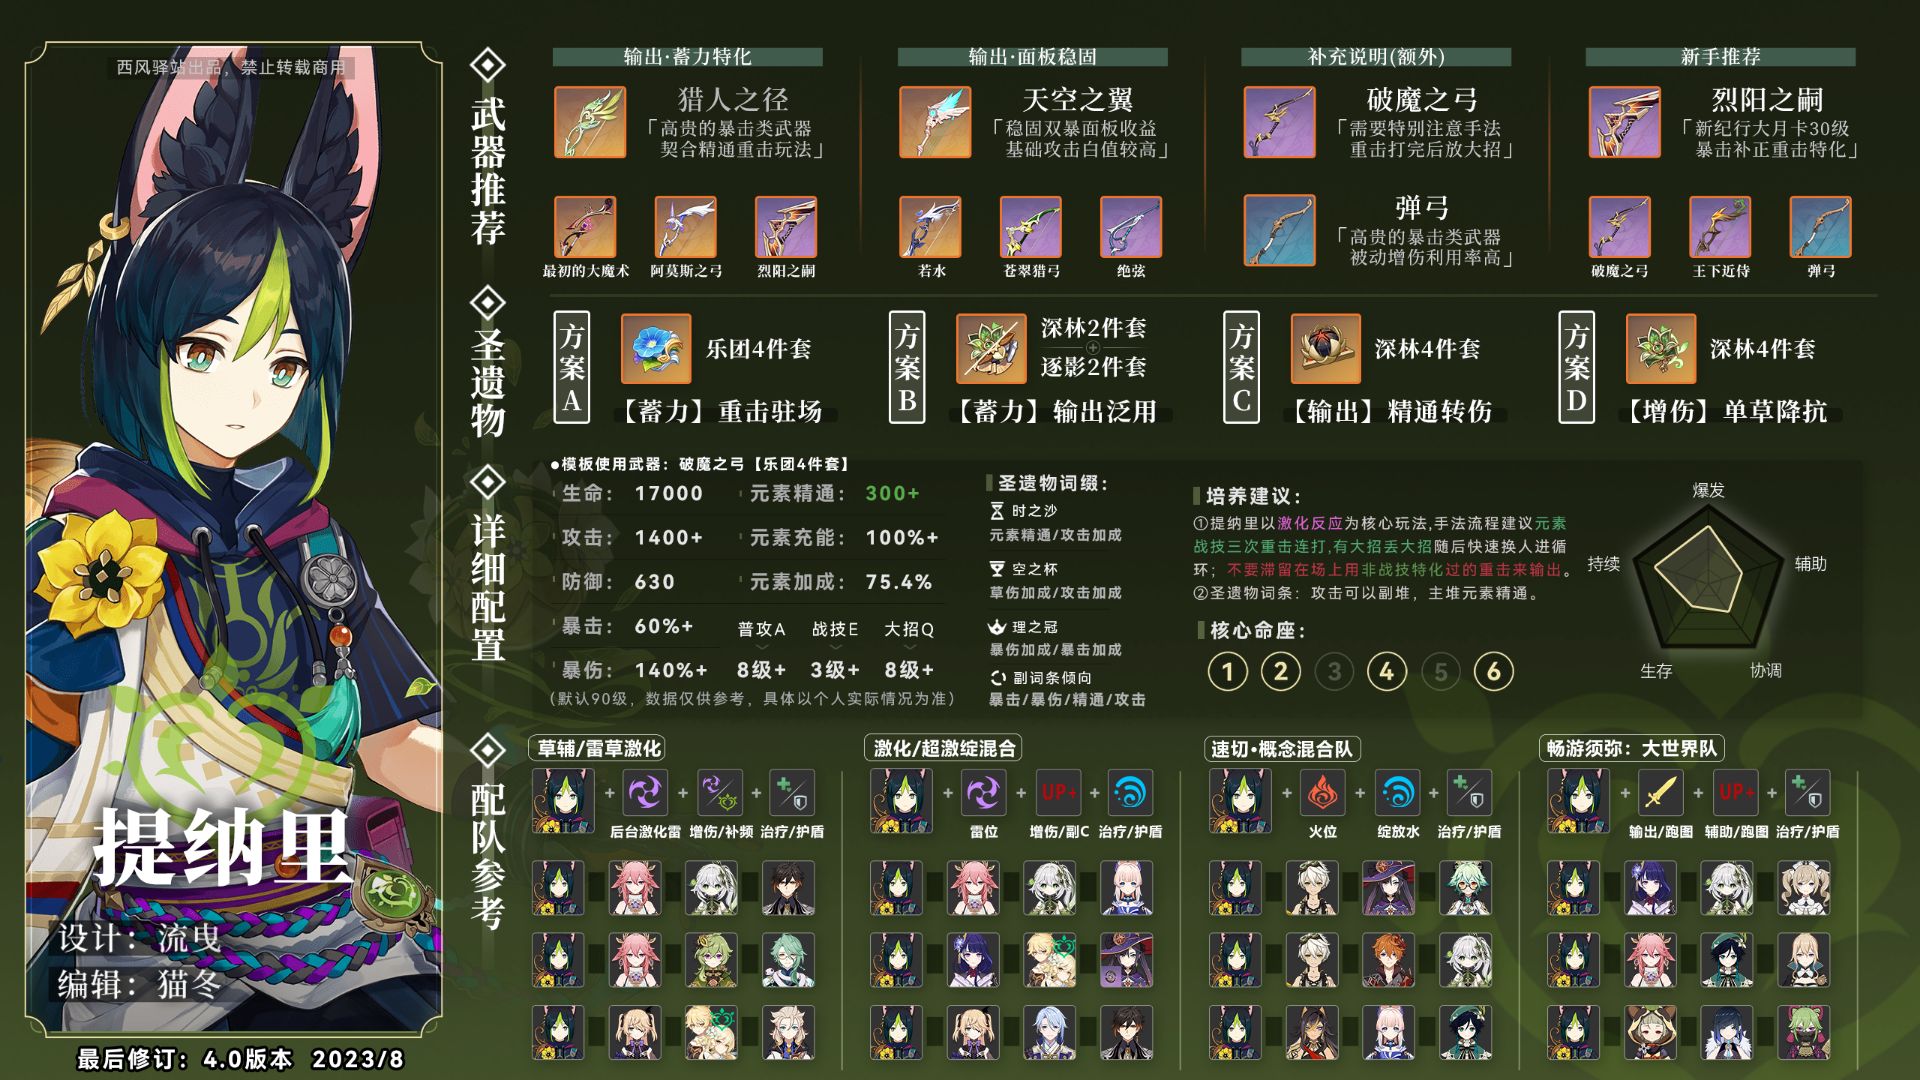 西风驿站出品，禁止转载商用
提纳里
设计：流曳
编辑：猫冬
最后修订：4.0版本 2023/8
武器推荐
输出·蓄力特化
猎人之径
「高贵的暴击类武器
契合精通重击玩法」
最初的大魔术
阿莫斯之弓
烈阳之嗣
输出·面板稳固
天空之翼
「稳固双暴面板收益
基础攻击白值较高」
若水
苍翠猎弓
绝弦
补充说明(额外)
破魔之弓
「需要特别注意手法
重击打完后放大招」
弹弓
「高贵的暴击类武器
被动增伤利用率高」
新手推荐
烈阳之嗣
「新纪行大月卡30级
暴击补正重击特化」
破魔之弓
王下近侍
弹弓
圣遗物
方案A
乐团4件套
【蓄力】重击驻场
方案B
深林2件套
逐影2件套
【蓄力】输出泛用
方案C
深林4件套
【输出】精通转伤
方案D
深林4件套
【增伤】单草降抗
详细配置
●模板使用武器：破魔之弓【乐团4件套】
生命： 17000 元素精通： 300+
攻击： 1400+ 元素充能： 100%+
防御： 630 元素加成： 75.4%
暴击： 60%+ 普攻A 战技E 大招Q
暴伤： 140%+ 8级+ 3级+ 8级+
(默认90级，数据仅供参考，具体以个人实际情况为准)
圣遗物词缀：
时之沙
元素精通/攻击加成
空之杯
草伤加成/攻击加成
理之冠
暴伤加成/暴击加成
副词条倾向
暴击/暴伤/精通/攻击
培养建议：
①提纳里以激化反应为核心玩法,手法流程建议元素
战技三次重击连打,有大招丢大招随后快速换人进循
环；不要滞留在场上用非战技特化过的重击来输出。
②圣遗物词条：攻击可以副堆，主堆元素精通。
核心命座：
1 2 3 4 5 6
爆发
辅助
协调
生存
持续
配队参考
草辅/雷草激化
后台激化雷 增伤/补频 治疗/护盾
激化/超激绽混合
UP+
雷位 增伤/副C 治疗/护盾
速切·概念混合队
火位 绽放水 治疗/护盾
畅游须弥：大世界队
UP+
输出/跑图 辅助/跑图 治疗/护盾